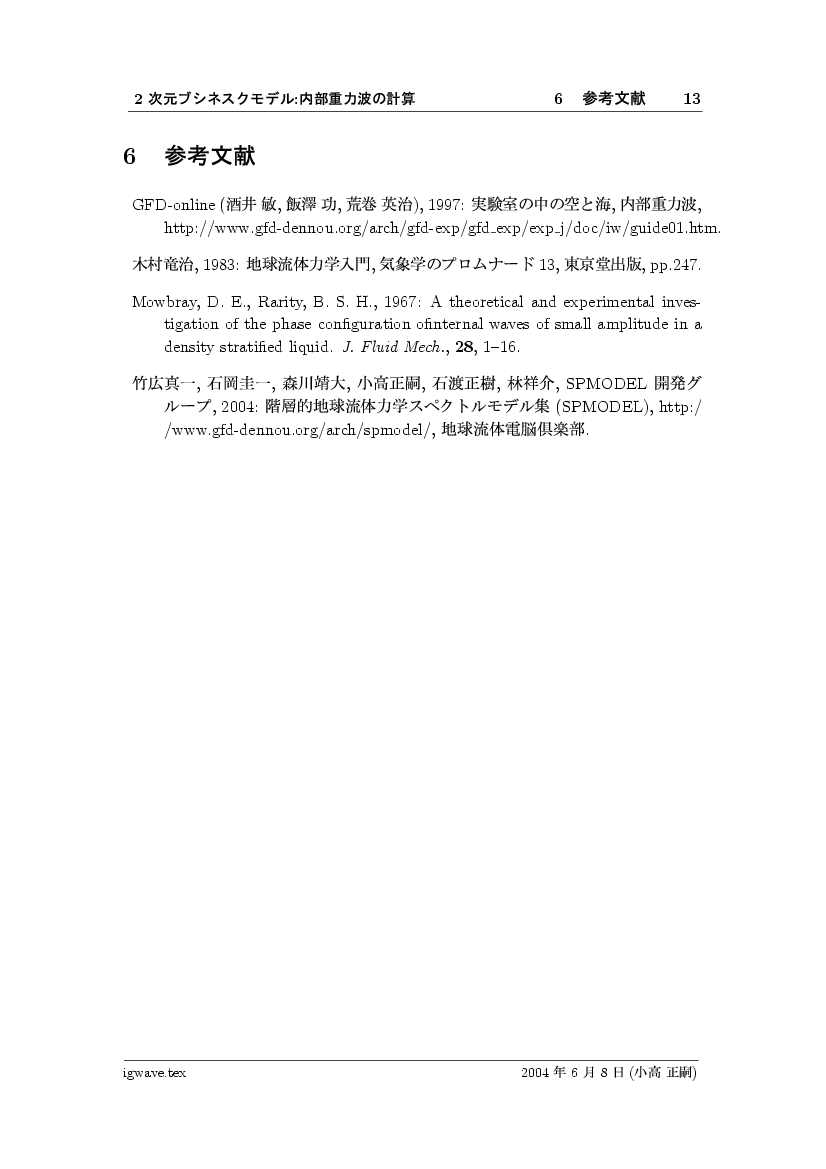 2 次元ブシネスクモデル:内部重力波の計算 6 参考文献 13
6 参考文献
GFD-online (酒井 敏, 飯澤 功, 荒巻 英治), 1997: 実験室の中の空と海, 内部重力波,
http://www.gfd-dennou.org/arch/gfd-exp/gfd_exp/exp_j/doc/iw/guide01.htm.
木村竜治, 1983: 地球流体力学入門, 気象学のプロムナード 13, 東京堂出版, pp.247.
Mowbray, D. E., Rarity, B. S. H., 1967: A theoretical and experimental inves-
tigation of the phase configuration ofinternal waves of small amplitude in a
density stratified liquid. J. Fluid Mech., 28, 1–16.
竹広真一, 石岡圭一, 森川靖大, 小高正嗣, 石渡正樹, 林祥介, SPMODEL 開発グ
ループ, 2004: 階層的地球流体力学スペクトルモデル集 (SPMODEL), http:/
/www.gfd-dennou.org/arch/spmodel/, 地球流体電脳倶楽部.
igwave.tex 2004 年 6 月 8 日 (小高 正嗣)